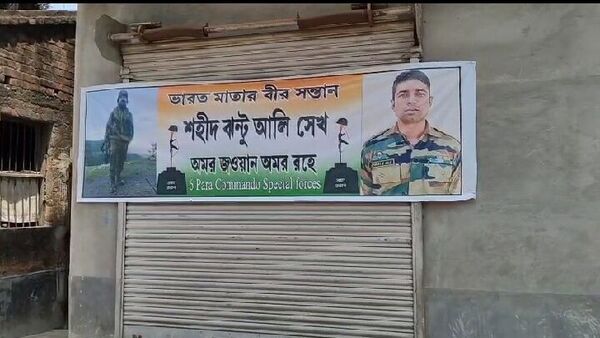 ভারত মাতার বীর সন্তান
শহীদ ঝন্টু আলি সেখ
অমর জওয়ান অমর রহে
6 Para Commando Special forces